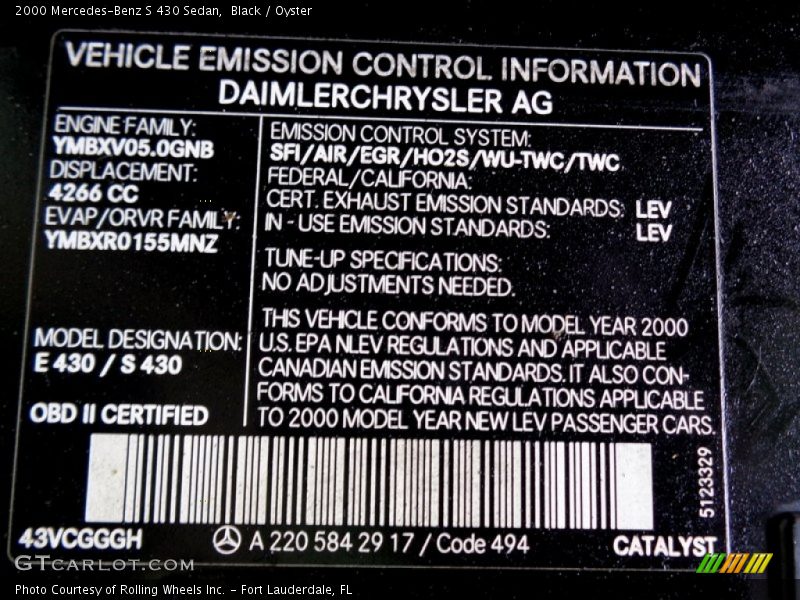 2000 Mercedes-Benz S 430 Sedan,  Black / Oyster
VEHICLE EMISSION CONTROL INFORMATION
DAIMLERCHRYSLER AG
ENGINE FAMILY:
YMBXV05.0GNB
DISPLACEMENT:
4266 CC
EVAP/ORVR FAMILY:
YMBXR0155MNZ
MODEL DESIGNATION:
E 430 / S 430
OBD II CERTIFIED
EMISSION CONTROL SYSTEM:
SFI/AIR/EGR/HO2S/WU-TWC/TWC
FEDERAL/CALIFORNIA:
CERT. EXHAUST EMISSION STANDARDS: LEV
IN - USE EMISSION STANDARDS: LEV
TUNE-UP SPECIFICATIONS:
NO ADJUSTMENTS NEEDED.
THIS VEHICLE CONFORMS TO MODEL YEAR 2000
U.S. EPA NLEV REGULATIONS AND APPLICABLE
CANADIAN EMISSION STANDARDS. IT ALSO CON-
FORMS TO CALIFORNIA REGULATIONS APPLICABLE
TO 2000 MODEL YEAR NEW LEV PASSENGER CARS.
5123329
43VCGGGH
A 220 584 29 17 / Code 494
CATALYST
GTcarlot.com
Photo Courtesy of Rolling Wheels Inc. - Fort Lauderdale, FL